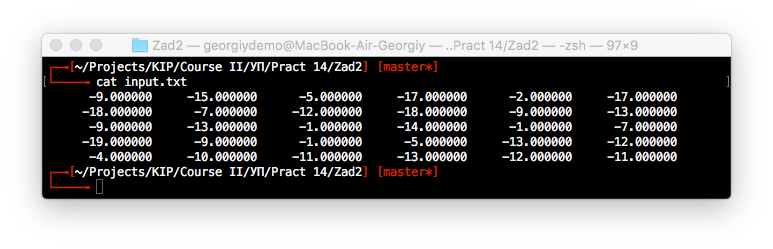 Zad2 — georgiydemo@MacBook-Air-Georgiy — ..Pract 14/Zad2 — -zsh — 97×9
[~/Projects/KIP/Course II/УП/Pract 14/Zad2] [master*]
[ cat input.txt ]
-9.000000 -15.000000 -5.000000 -17.000000 -2.000000 -17.000000
-18.000000 -7.000000 -12.000000 -18.000000 -9.000000 -13.000000
-9.000000 -13.000000 -1.000000 -14.000000 -1.000000 -7.000000
-19.000000 -9.000000 -1.000000 -5.000000 -13.000000 -12.000000
-4.000000 -10.000000 -11.000000 -13.000000 -12.000000 -11.000000
[~/Projects/KIP/Course II/УП/Pract 14/Zad2] [master*]